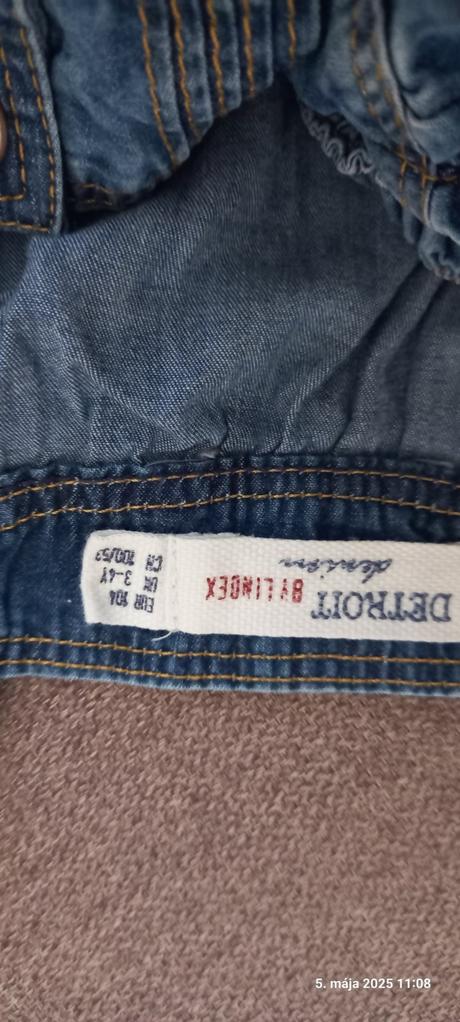 DETROIT
denim
BY LINDEX
EUR 104
UK 3-4Y
CN 100/53
5. mája 2025 11:08